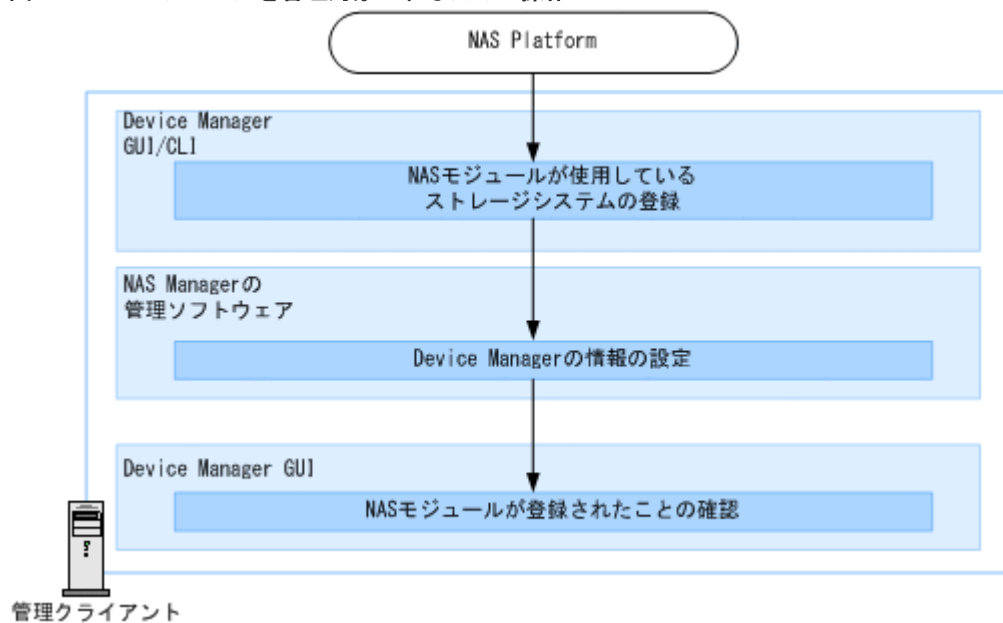 NAS Platform
Device Manager
GUI/CLI
NASモジュールが使用している
ストレージシステムの登録
NAS Managerの
管理ソフトウェア
Device Managerの情報の設定
Device Manager GUI
NASモジュールが登録されたことの確認
管理クライアント